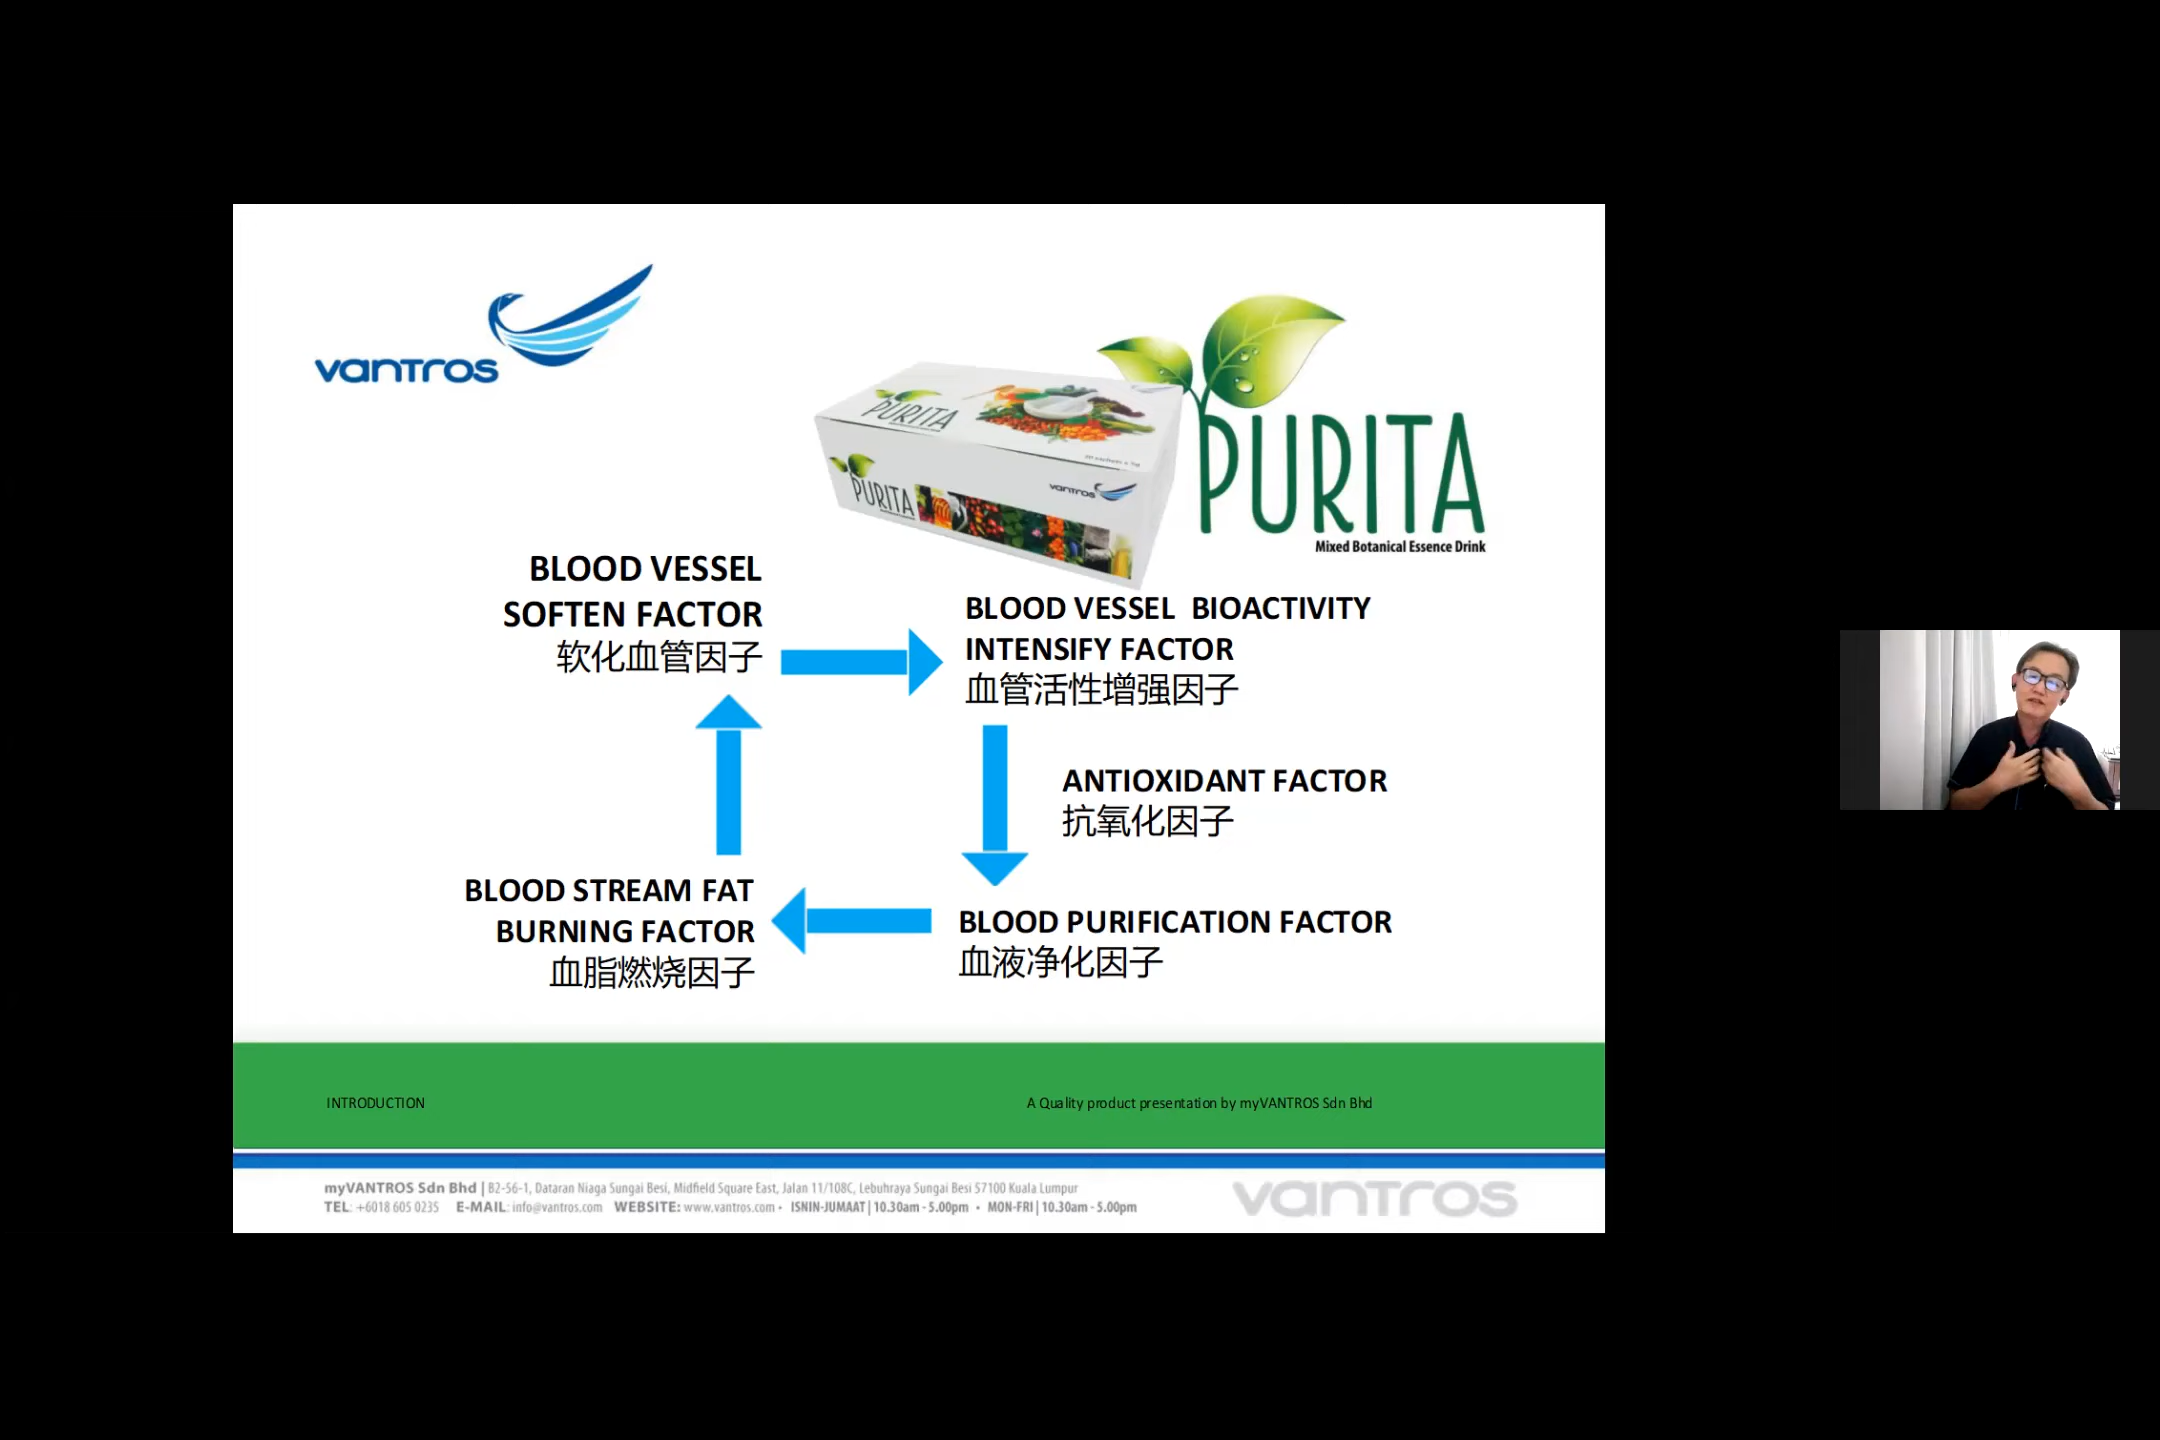 vantros
PURITA
Mixed Botanical Essence Drink
PURITA
vantros
PURITA
BLOOD VESSEL
SOFTEN FACTOR
软化血管因子
BLOOD VESSEL BIOACTIVITY
INTENSIFY FACTOR
血管活性增强因子
ANTIOXIDANT FACTOR
抗氧化因子
BLOOD STREAM FAT
BURNING FACTOR
血脂燃烧因子
BLOOD PURIFICATION FACTOR
血液净化因子
INTRODUCTION
A Quality product presentation by myVANTROS Sdn Bhd
myVANTROS Sdn Bhd | B2-56-1, Dataran Niaga Sungai Besi, Midfield Square East, Jalan 11/108C, Lebuhraya Sungai Besi 57100 Kuala Lumpur
TEL: +6018 605 0235 E-MAIL: info@vantros.com WEBSITE: www.vantros.com • ISNIN-JUMAAT | 10.30am - 5.00pm • MON-FRI | 10.30am - 5.00pm
vantros